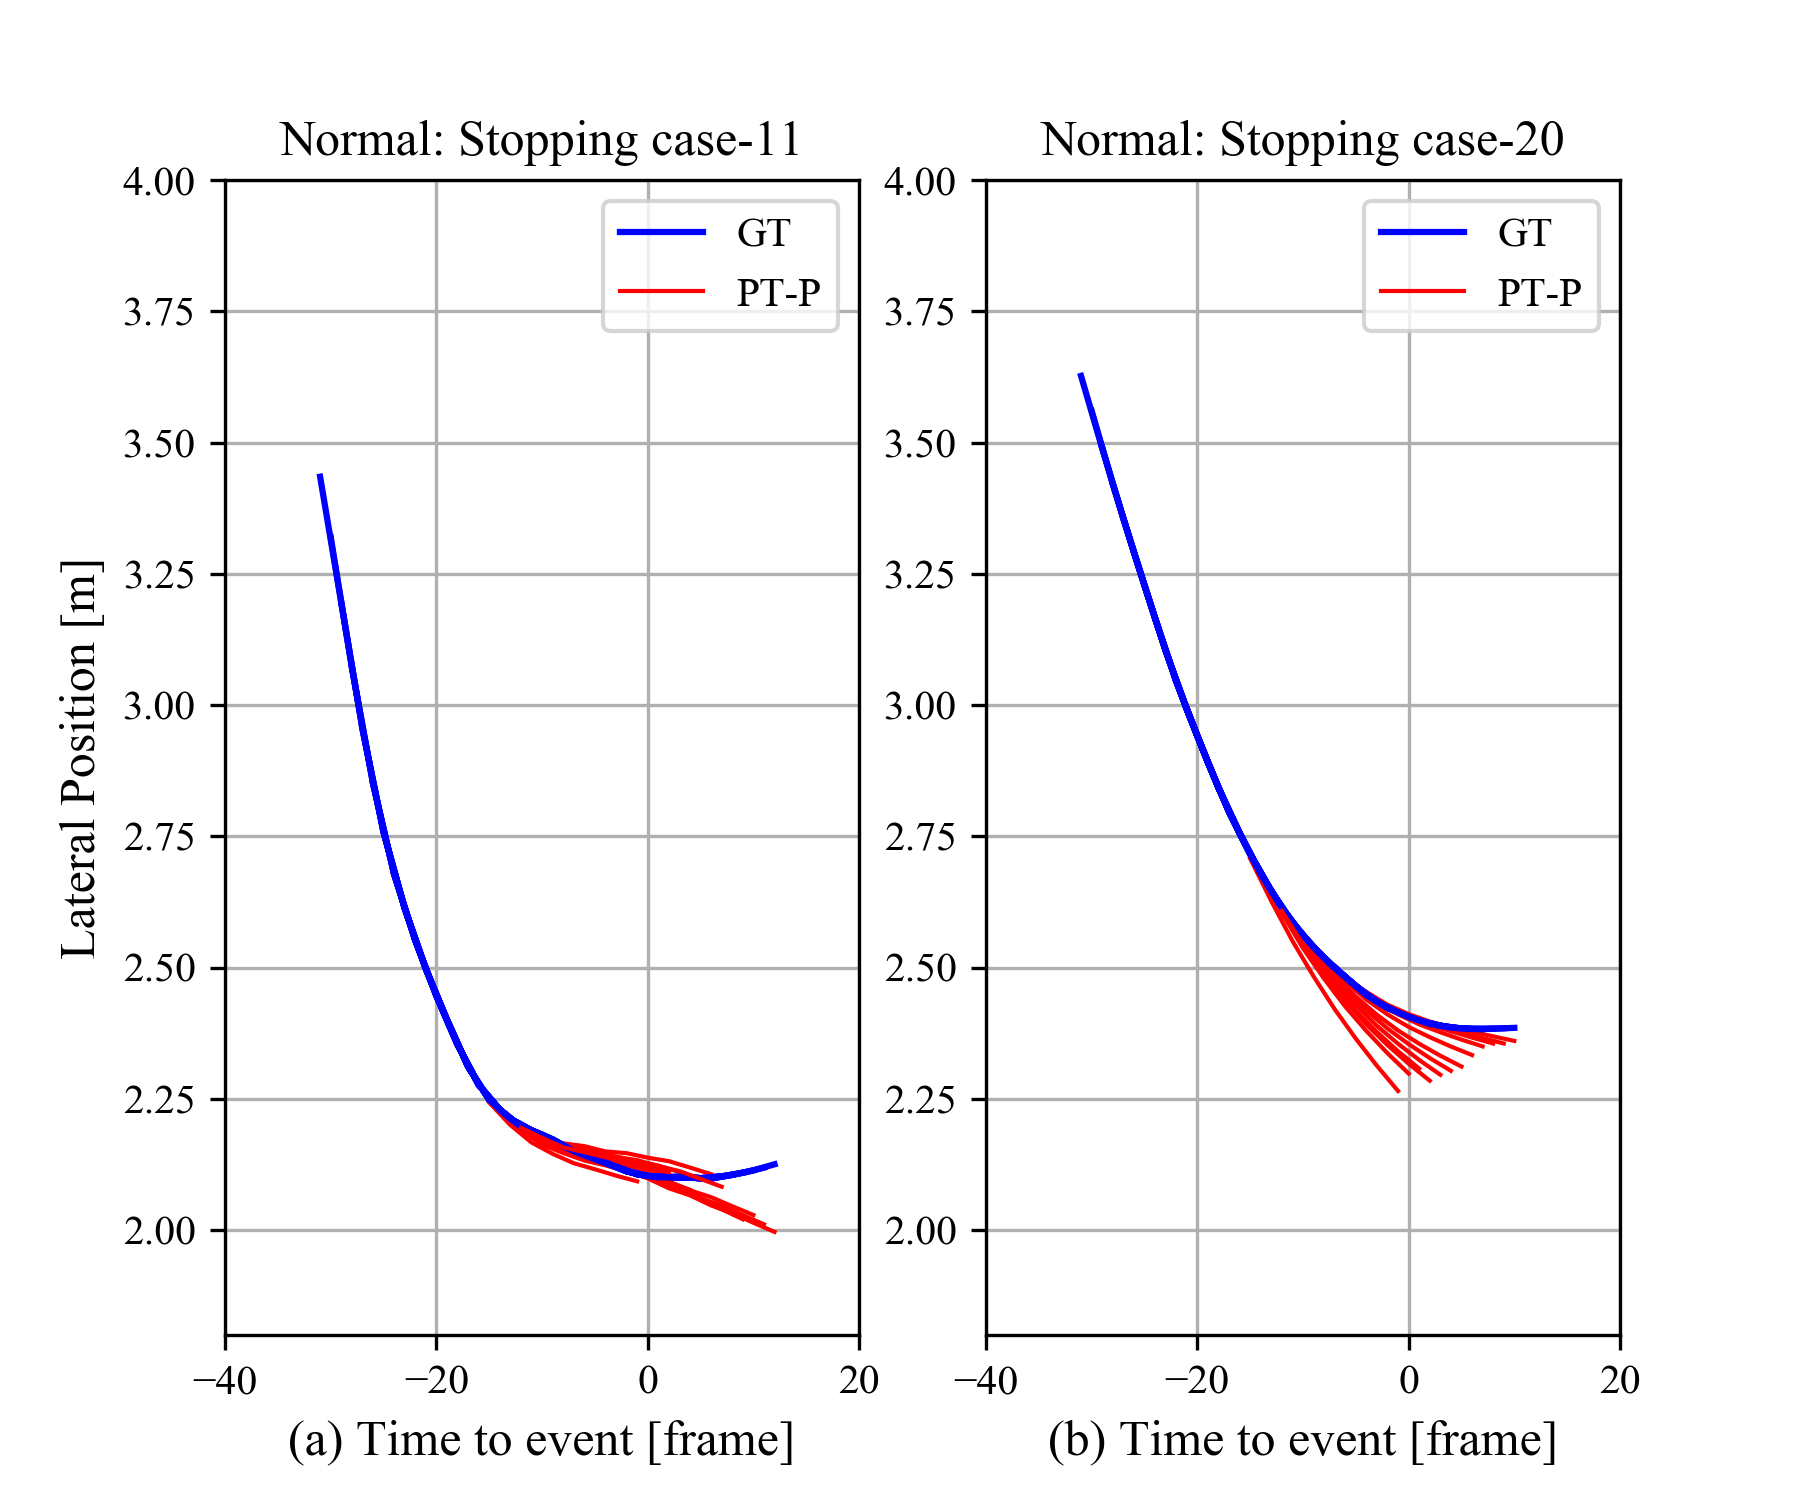 Normal: Stopping case-11
4.00
3.75
3.50
3.25
3.00
2.75
2.50
2.25
2.00
Lateral Position [m]
GT
PT-P
−40
−20
0
20
(a) Time to event [frame]
Normal: Stopping case-20
4.00
3.75
3.50
3.25
3.00
2.75
2.50
2.25
2.00
GT
PT-P
−40
−20
0
20
(b) Time to event [frame]